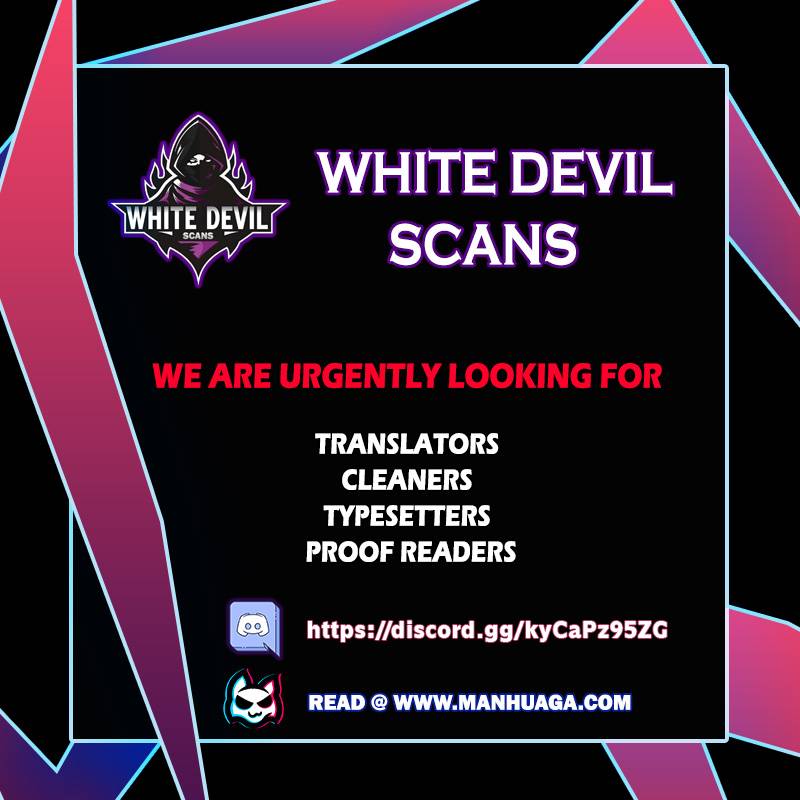 WHITE DEVIL
SCANS
WHITE DEVIL
SCANS
WE ARE URGENTLY LOOKING FOR
TRANSLATORS
CLEANERS
TYPESETTERS
PROOF READERS
https://discord.gg/kyCaPz95ZG
READ @ WWW.MANHUAGA.COM